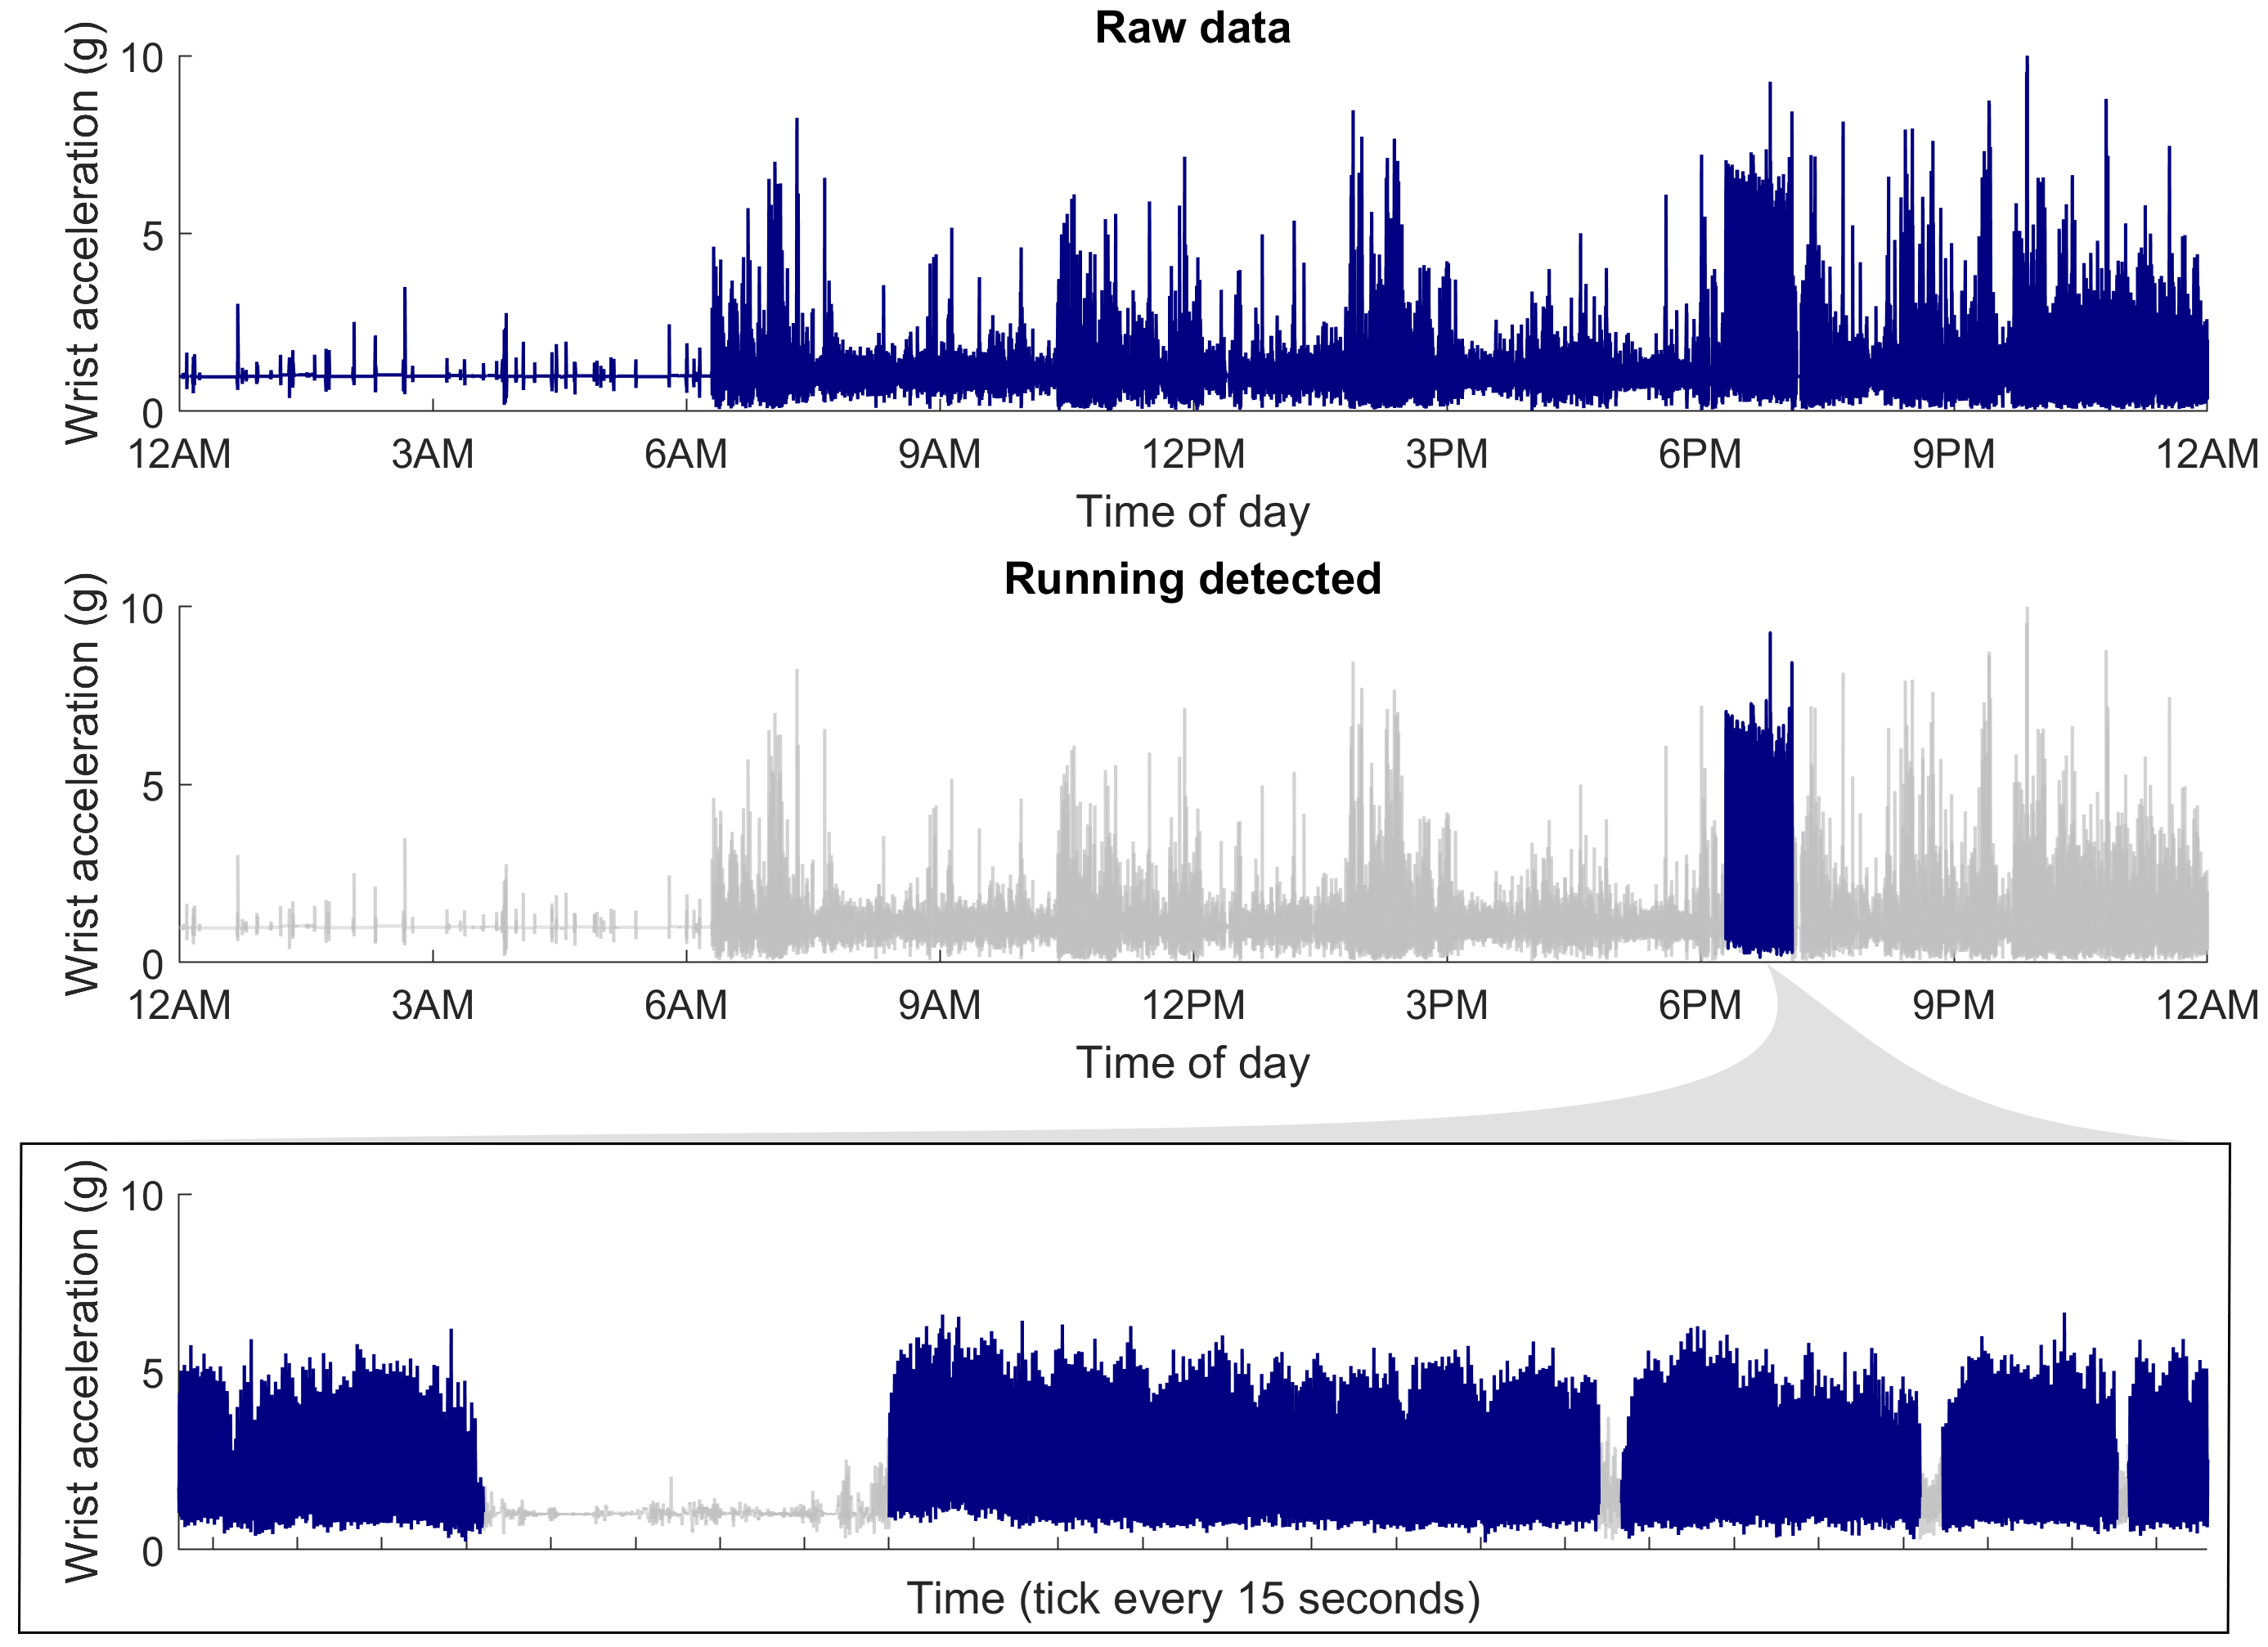 Raw data
Wrist acceleration (g)
10
5
0
12AM 3AM 6AM 9AM 12PM 3PM 6PM 9PM 12AM
Time of day
Running detected
Wrist acceleration (g)
10
5
0
12AM 3AM 6AM 9AM 12PM 3PM 6PM 9PM 12AM
Time of day
Wrist acceleration (g)
10
5
0
Time (tick every 15 seconds)